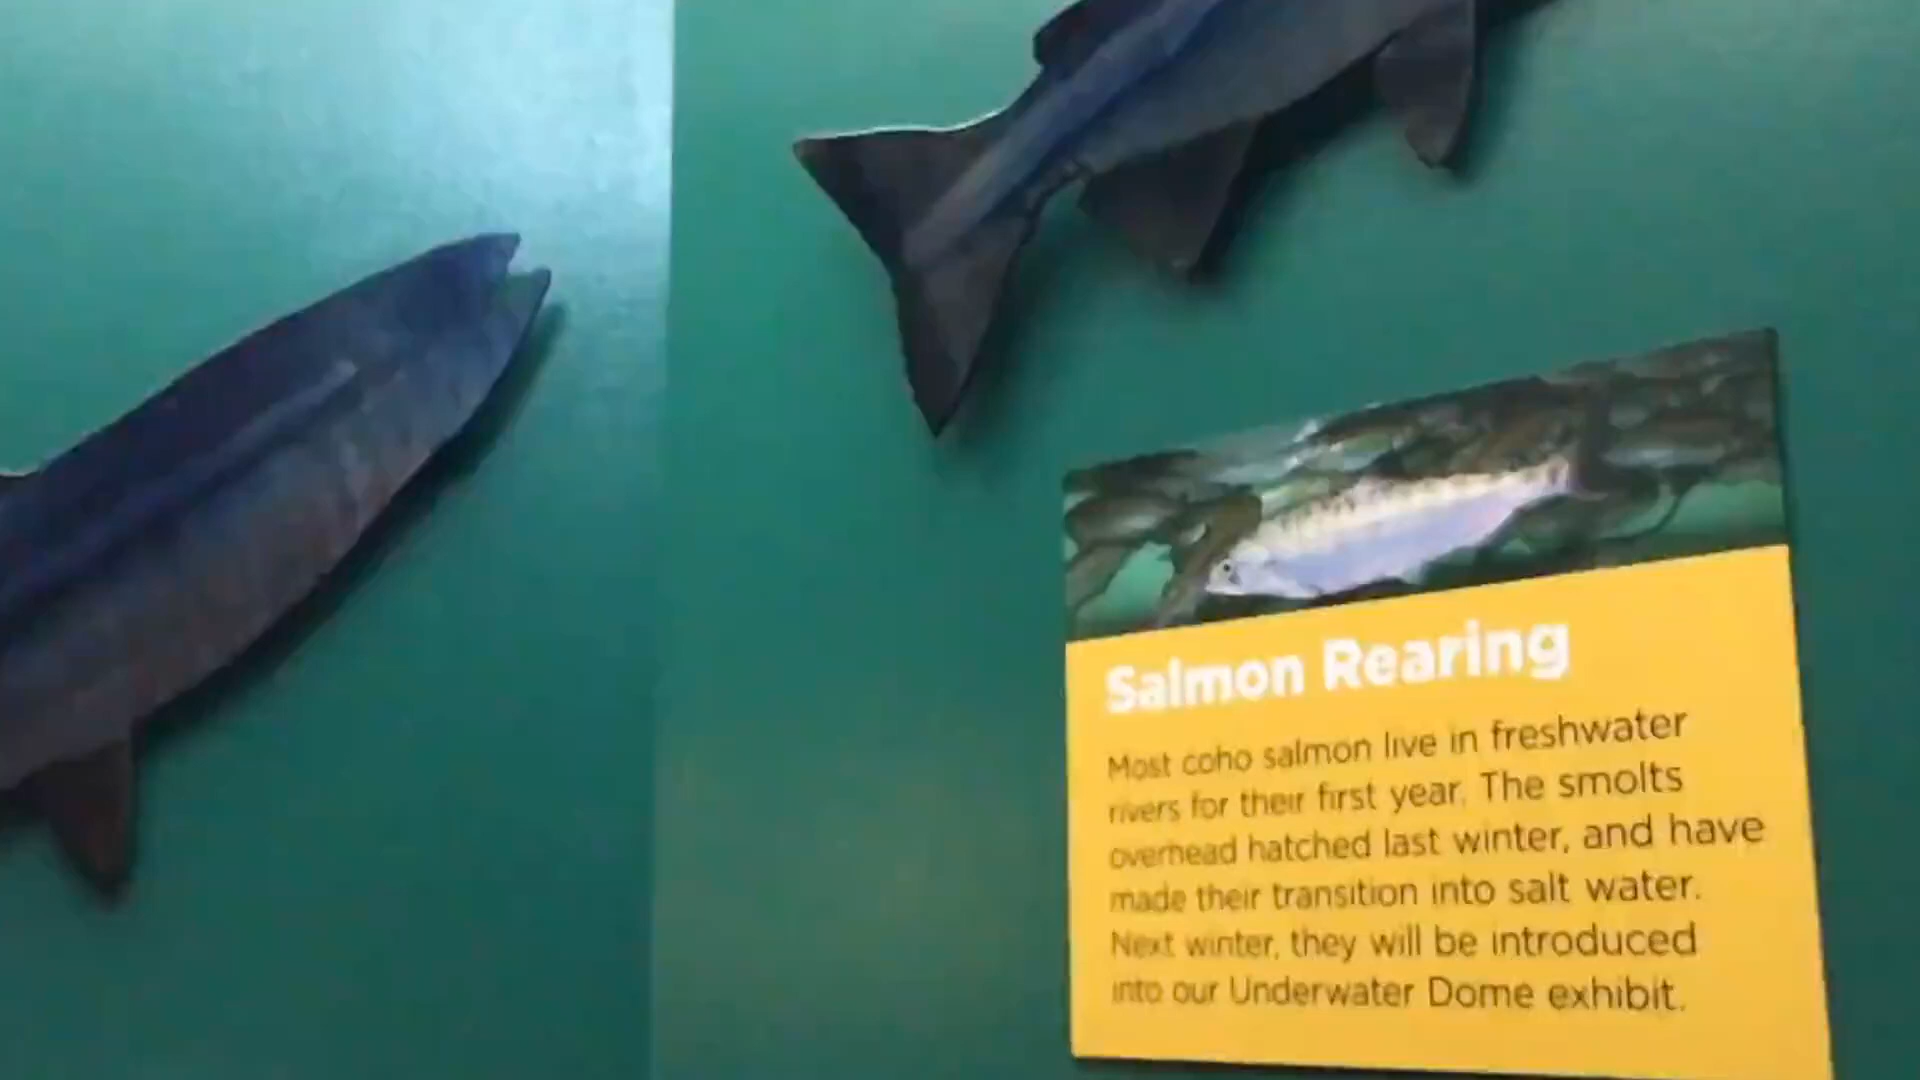 Salmon Rearing
Most coho salmon live in freshwater
rivers for their first year. The smolts
overhead hatched last winter, and have
made their transition into salt water.
Next winter, they will be introduced
into our Underwater Dome exhibit.